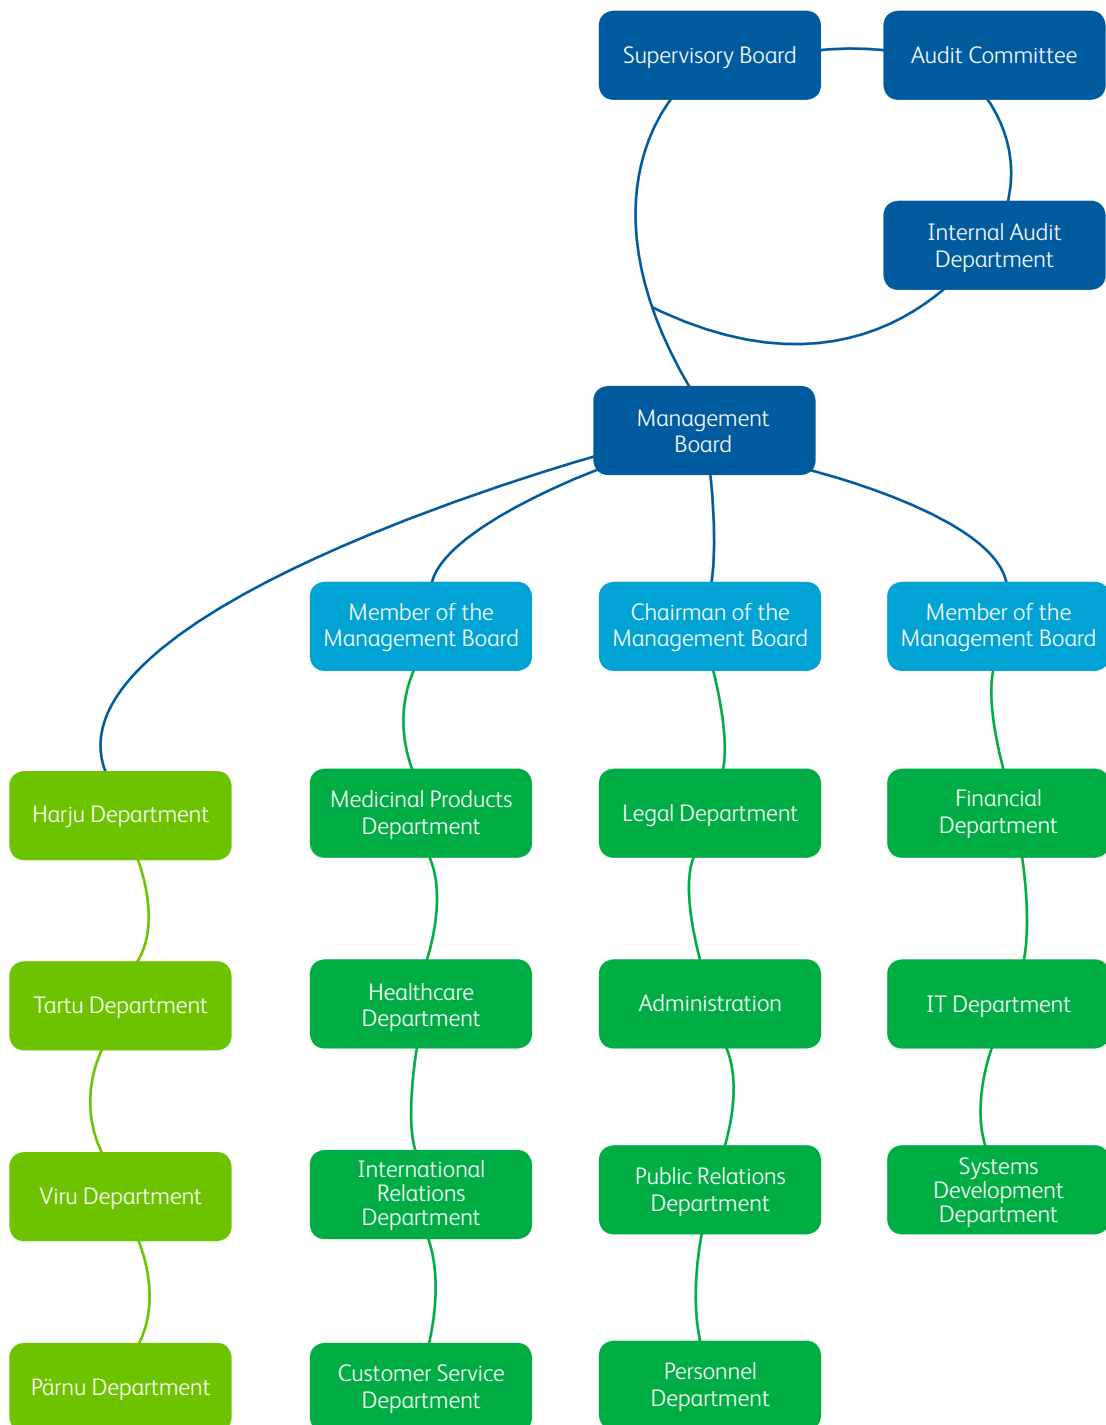 Supervisory Board
Audit Committee
Internal Audit
Department
Management
Board
Member of the
Management Board
Chairman of the
Management Board
Member of the
Management Board
Harju Department
Medicinal Products
Department
Legal Department
Financial
Department
Tartu Department
Healthcare
Department
Administration
IT Department
Viru Department
International
Relations
Department
Public Relations
Department
Systems
Development
Department
Pärnu Department
Customer Service
Department
Personnel
Department